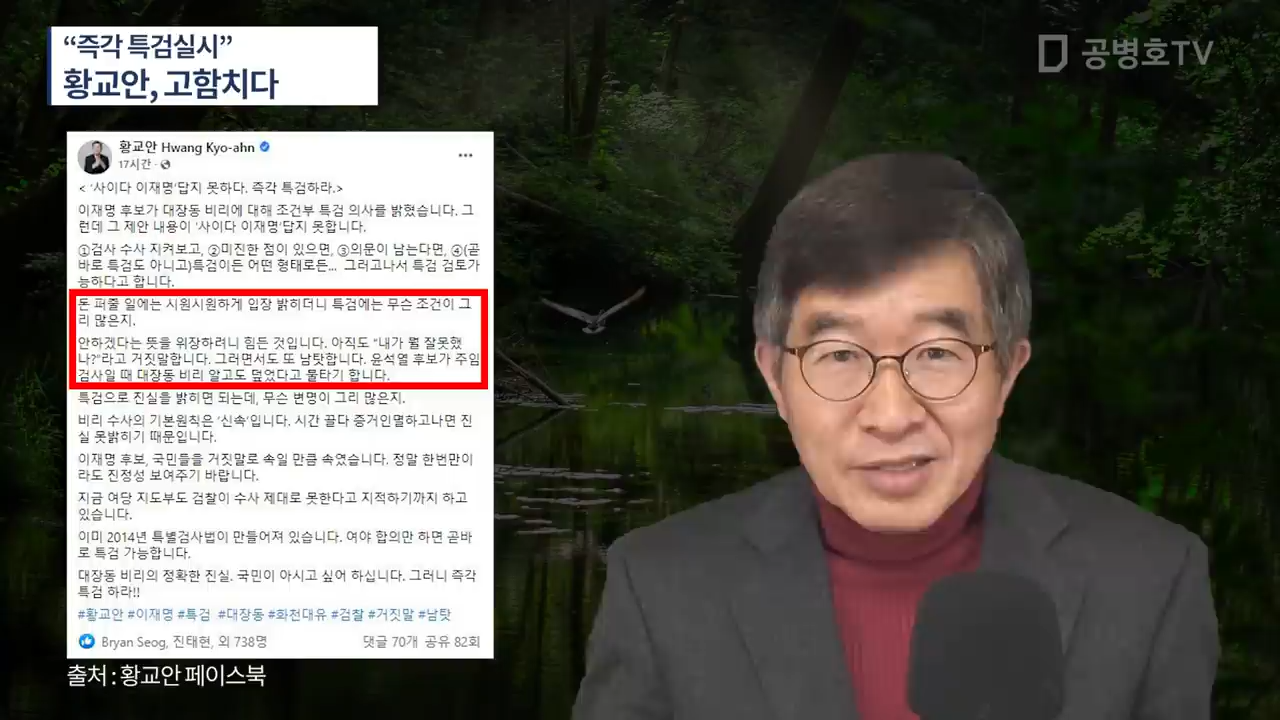 “즉각 특검실시”
황교안, 고함치다
공병호TV
황교안 Hwang Kyo-ahn
17시간 ·
< ‘사이다 이재명’답지 못하다. 즉각 특검하라.>
이재명 후보가 대장동 비리에 대해 조건부 특검 의사를 밝혔습니다. 그
런데 그 제안 내용이 ‘사이다 이재명’답지 못합니다.
①검사 수사 지켜보고, ②미진한 점이 있으면, ③의문이 남는다면, ④(곧
바로 특검도 아니고)특검이든 어떤 형태로든... 그러고나서 특검 검토가
능하다고 합니다.
돈 퍼줄 일에는 시원시원하게 입장 밝히더니 특검에는 무슨 조건이 그
리 많은지.
안하겠다는 뜻을 위장하려니 힘든 것입니다. 아직도 “내가 뭘 잘못했
나?”라고 거짓말합니다. 그러면서도 또 남탓합니다. 윤석열 후보가 주임
검사일 때 대장동 비리 알고도 덮었다고 물타기 합니다.
특검으로 진실을 밝히면 되는데, 무슨 변명이 그리 많은지.
비리 수사의 기본원칙은 ‘신속’입니다. 시간 끌다 증거인멸하고나면 진
실 못밝히기 때문입니다.
이재명 후보, 국민들을 거짓말로 속일 만큼 속였습니다. 정말 한번만이
라도 진정성 보여주기 바랍니다.
지금 여당 지도부도 검찰이 수사 제대로 못한다고 지적하기까지 하고
있습니다.
이미 2014년 특별검사법이 만들어져 있습니다. 여야 합의만 하면 곧바
로 특검 가능합니다.
대장동 비리의 정확한 진실. 국민이 아시고 싶어 하십니다. 그러니 즉각
특검 하라!!
#황교안 #이재명 #특검 #대장동 #화천대유 #검찰 #거짓말 #남탓
Bryan Seog, 진태현, 외 738명 댓글 70개 공유 82회
출처 : 황교안 페이스북